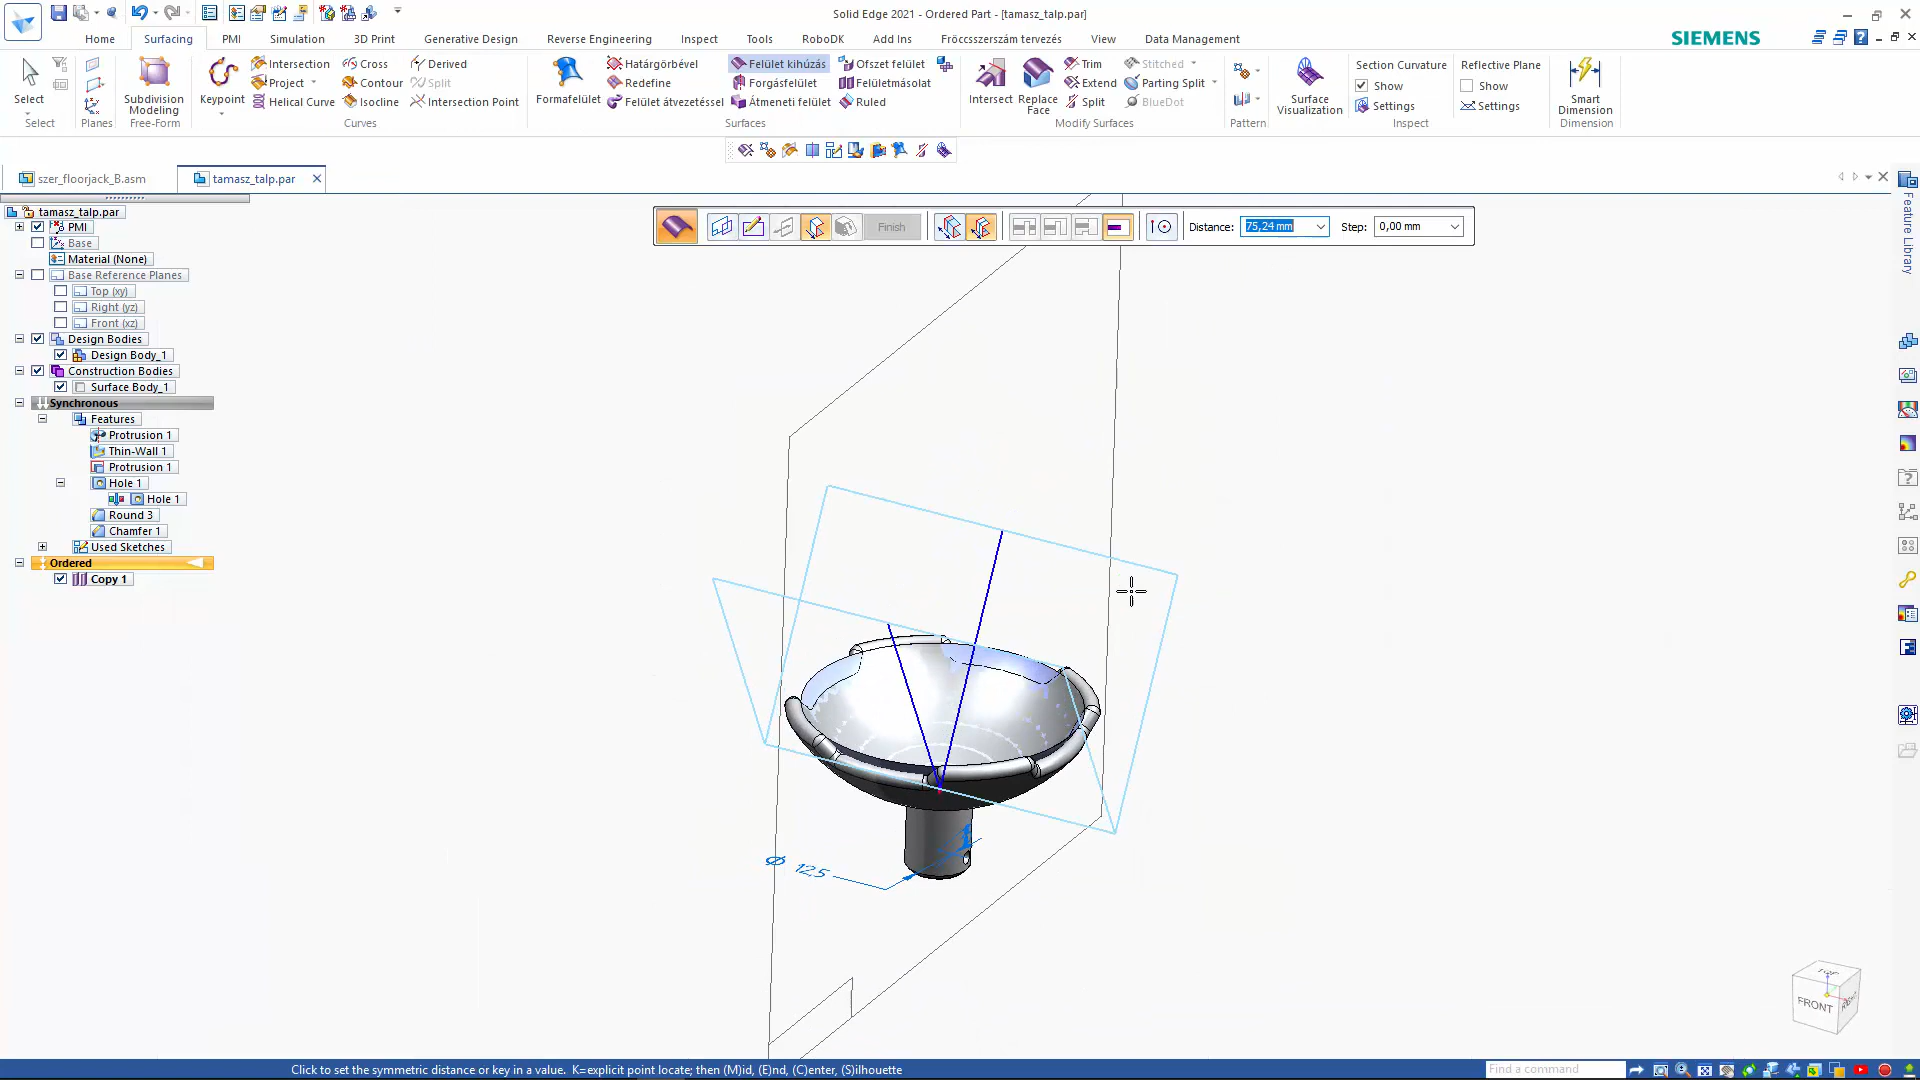 Solid Edge 2021 - Ordered Part - [tamasz_talp.par]
Home Surfacing PMI Simulation 3D Print Generative Design Reverse Engineering Inspect Tools RoboDK Add Ins Fröccsszerszám tervezés View Data Management
SIEMENS
Select
Select
Planes
Subdivision Modeling
Free-Form
Keypoint
Intersection Cross Derived
Project Contour Split
Helical Curve Isocline Intersection Point
Curves
Formafelület
Határgörbével Felület kihúzás Ofszet felület
Redefine Forgásfelület Felületmásolat
Felület átvezetéssel Átmeneti felület Ruled
Surfaces
Intersect
Replace Face
Trim Stitched
Extend Parting Split
Split BlueDot
Modify Surfaces
Pattern
Surface Visualization
Section Curvature
Show
Settings
Reflective Plane
Show
Settings
Inspect
Smart Dimension
Dimension
szer_floorjack_B.asm tamasz_talp.par
Finish Distance: 75,24 mm Step: 0,00 mm
tamasz_talp.par
PMI
Base
Material (None)
Base Reference Planes
Top (xy)
Right (yz)
Front (xz)
Design Bodies
Design Body_1
Construction Bodies
Surface Body_1
Synchronous
Features
Protrusion 1
Thin-Wall 1
Protrusion 1
Hole 1
Hole 1
Round 3
Chamfer 1
Used Sketches
Ordered
Copy 1
Feature Library
Ø 12,5
TOP
FRONT
RIGHT
Click to set the symmetric distance or key in a value. K=explicit point locate; then (M)id, (E)nd, (C)enter, (S)ilhouette
Find a command